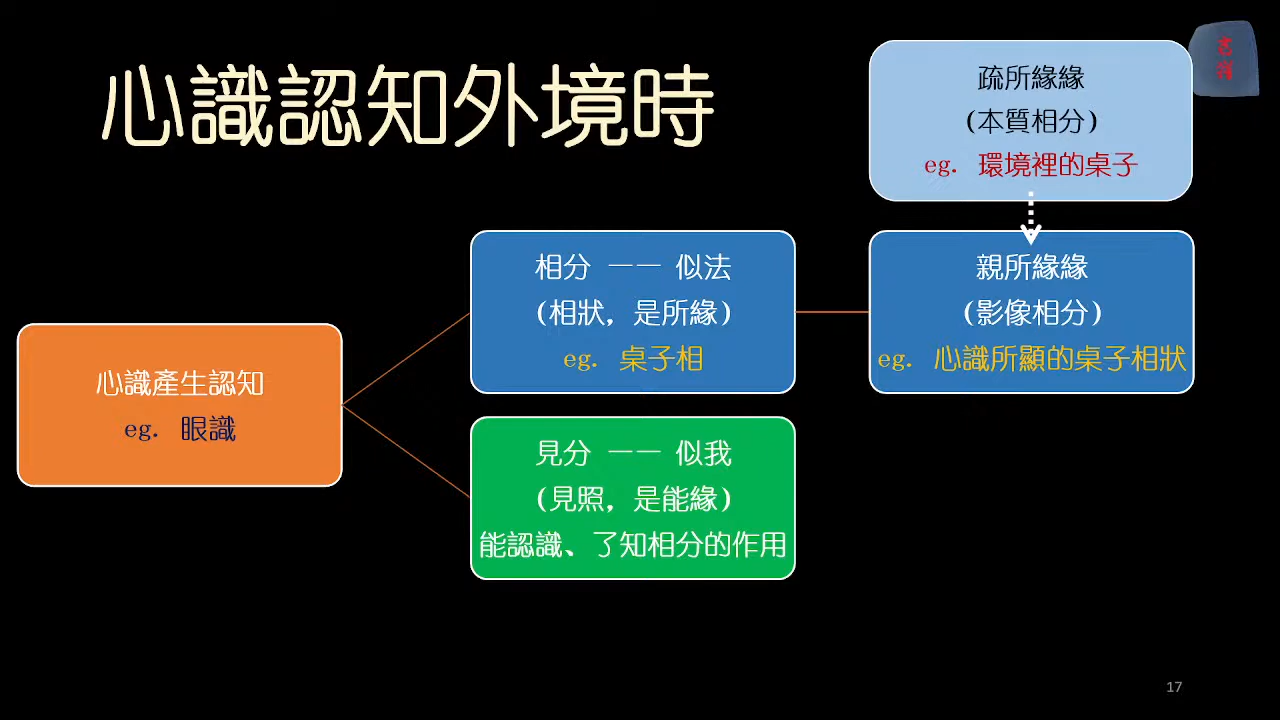 心識認知外境時
疏所緣緣
(本質相分)
eg. 環境裡的桌子
相分 —— 似法
(相狀, 是所緣)
eg. 桌子相
親所緣緣
(影像相分)
eg. 心識所顯的桌子相狀
心識產生認知
eg. 眼識
見分 —— 似我
(見照, 是能緣)
能認識、了知相分的作用
17